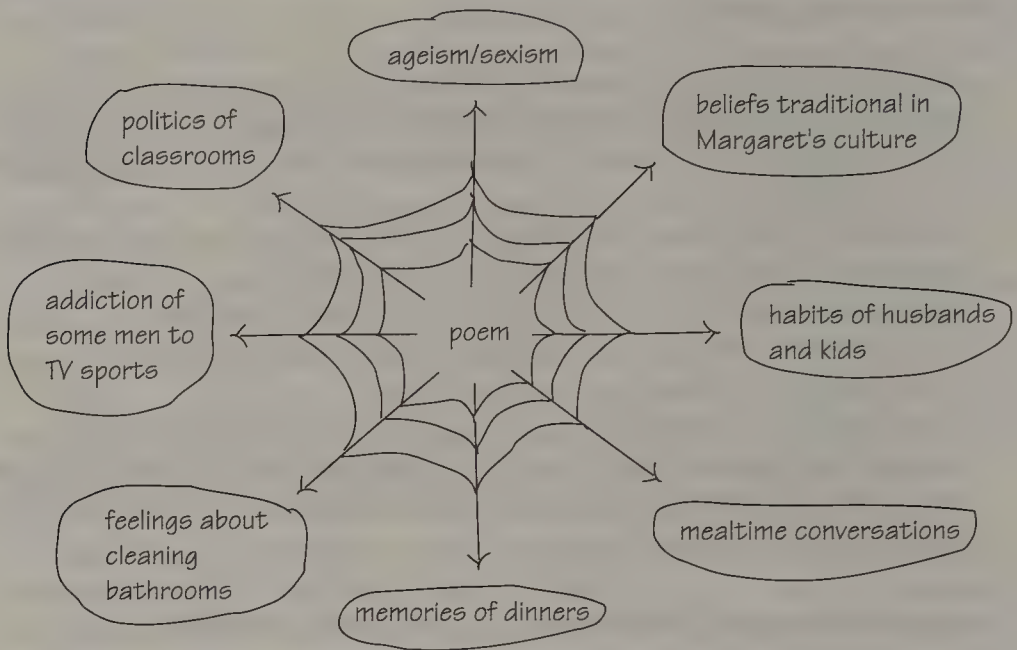 ageism/sexism
politics of
classrooms
beliefs traditional in
Margaret's culture
addiction of
some men to
TV sports
poem
habits of husbands
and kids
feelings about
cleaning
bathrooms
mealtime conversations
memories of dinners